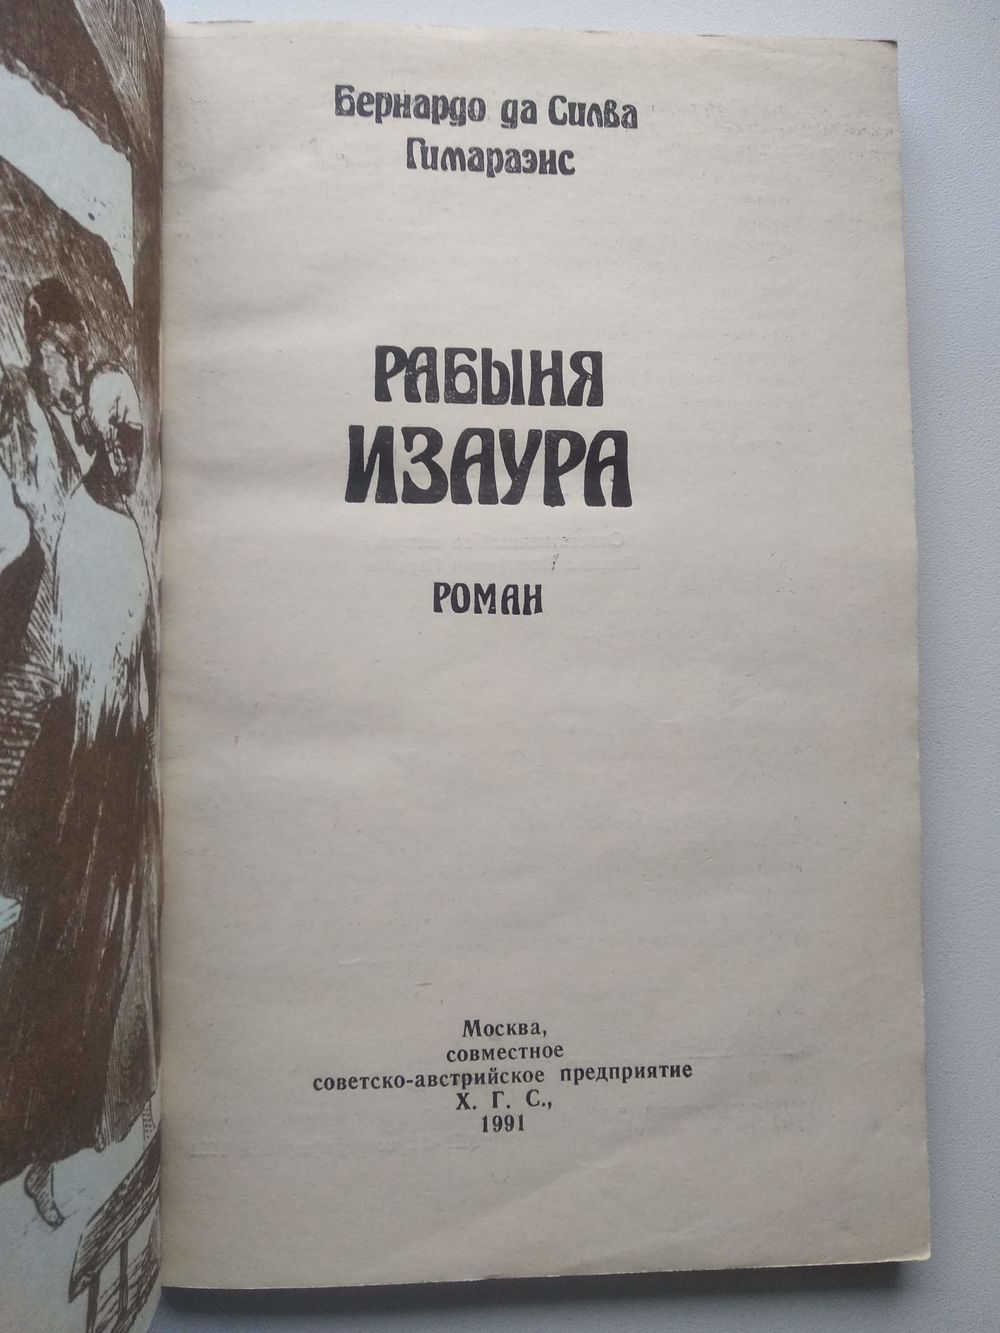 Бернардо да Силва
Гимараэнс
РАБЫНЯ
ИЗАУРА
РОМАН
Москва,
совместное
советско-австрийское предприятие
Х. Г. С.,
1991